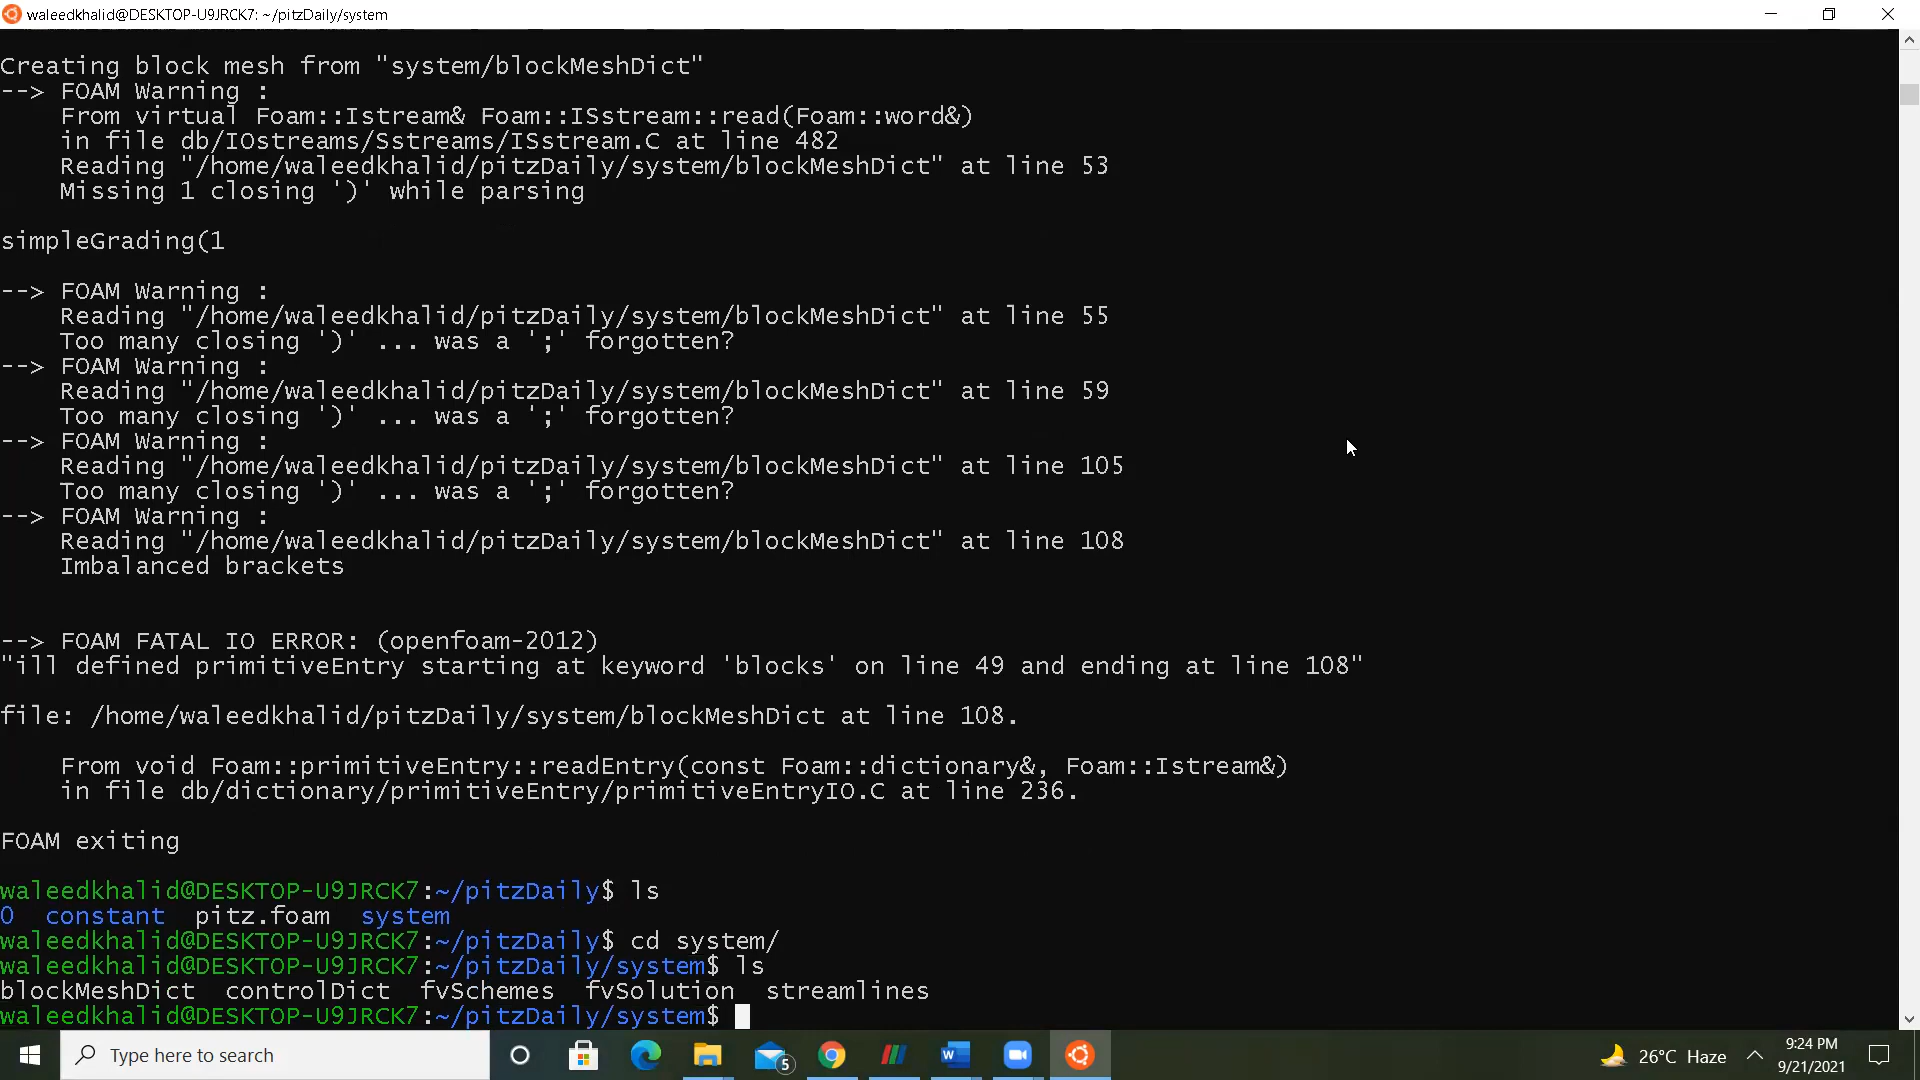 waleedkhalid@DESKTOP-U9JRCK7: ~/pitzDaily/system
Creating block mesh from "system/blockMeshDict"
--> FOAM Warning :
    From virtual Foam::Istream& Foam::ISstream::read(Foam::word&)
    in file db/IOstreams/Sstreams/ISstream.C at line 482
    Reading "/home/waleedkhalid/pitzDaily/system/blockMeshDict" at line 53
    Missing 1 closing ')' while parsing
simpleGrading(1
--> FOAM Warning :
    Reading "/home/waleedkhalid/pitzDaily/system/blockMeshDict" at line 55
    Too many closing ')' ... was a ';' forgotten?
--> FOAM Warning :
    Reading "/home/waleedkhalid/pitzDaily/system/blockMeshDict" at line 59
    Too many closing ')' ... was a ';' forgotten?
--> FOAM Warning :
    Reading "/home/waleedkhalid/pitzDaily/system/blockMeshDict" at line 105
    Too many closing ')' ... was a ';' forgotten?
--> FOAM Warning :
    Reading "/home/waleedkhalid/pitzDaily/system/blockMeshDict" at line 108
    Imbalanced brackets
--> FOAM FATAL IO ERROR: (openfoam-2012)
"ill defined primitiveEntry starting at keyword 'blocks' on line 49 and ending at line 108"
file: /home/waleedkhalid/pitzDaily/system/blockMeshDict at line 108.
    From void Foam::primitiveEntry::readEntry(const Foam::dictionary&, Foam::Istream&)
    in file db/dictionary/primitiveEntry/primitiveEntryIO.C at line 236.
FOAM exiting
waleedkhalid@DESKTOP-U9JRCK7:~/pitzDaily$ ls
0  constant  pitz.foam  system
waleedkhalid@DESKTOP-U9JRCK7:~/pitzDaily$ cd system/
waleedkhalid@DESKTOP-U9JRCK7:~/pitzDaily/system$ ls
blockMeshDict  controlDict  fvSchemes  fvSolution  streamlines
waleedkhalid@DESKTOP-U9JRCK7:~/pitzDaily/system$
Type here to search
5
26°C Haze
9:24 PM
9/21/2021